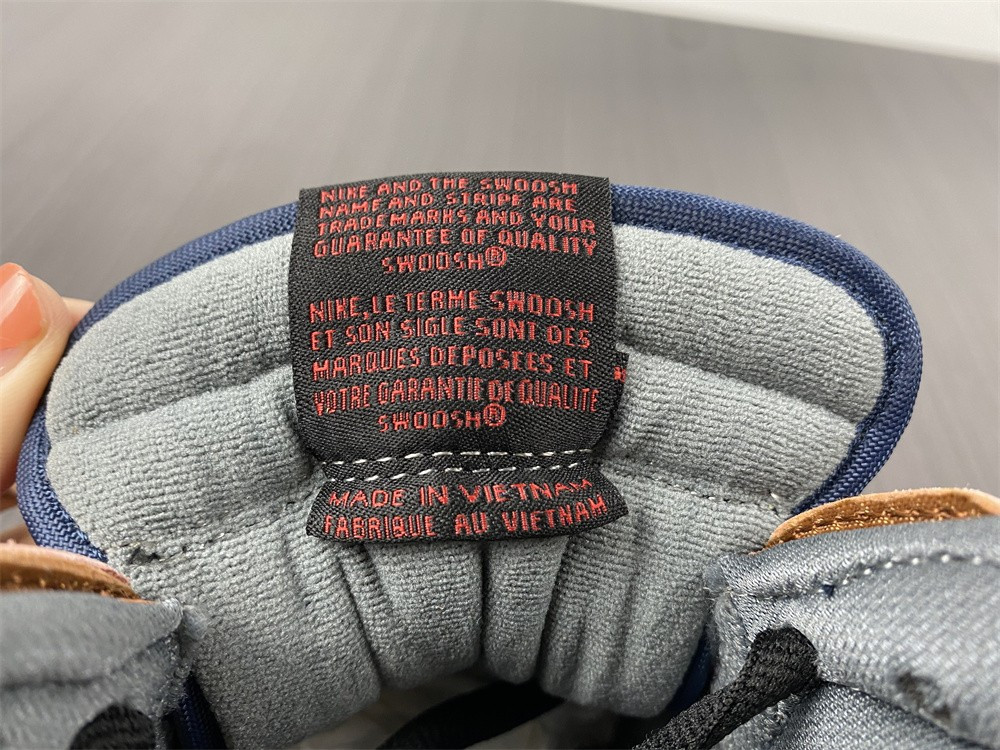 NIKE AND THE SWOOSH
NAME AND STRIPE ARE
TRADEMARKS AND YOUR
GUARANTEE OF QUALITY
SWOOSH®
NIKE, LE TERME SWOOSH
ET SON SIGLE SONT DES
MARQUES DEPOSEES ET
VOTRE GARANTIE DE QUALITE
SWOOSH®
MADE IN VIETNAM
FABRIQUE AU VIETNAM